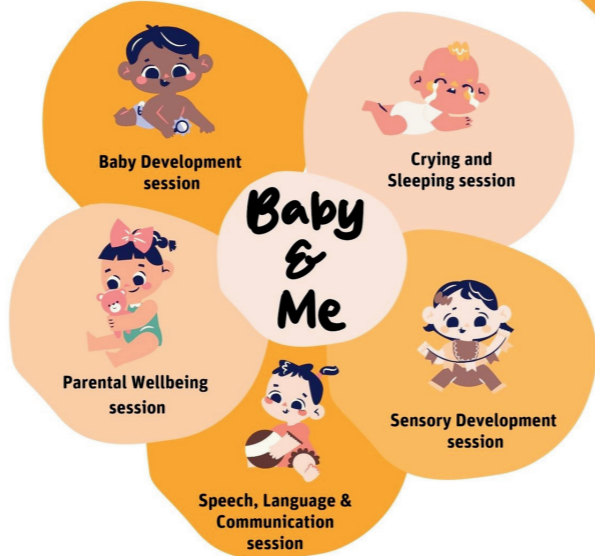 Baby Development
session
Crying and
Sleeping session
Baby
&
Me
Parental Wellbeing
session
Sensory Development
session
Speech, Language &
Communication
session